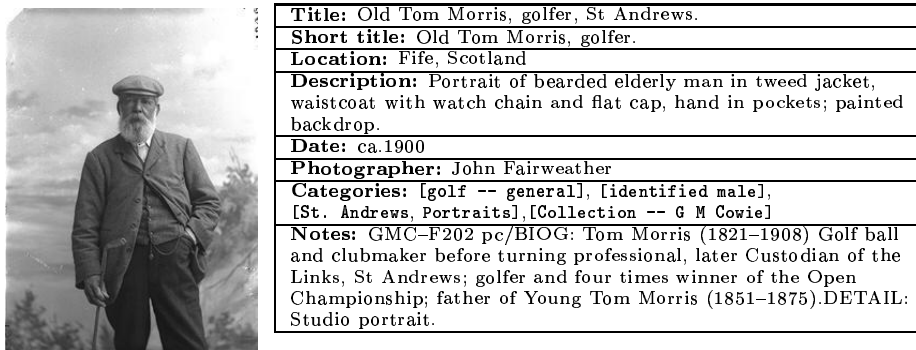 Title: Old Tom Morris, golfer, St Andrews.
Short title: Old Tom Morris, golfer.
Location: Fife, Scotland
Description: Portrait of bearded elderly man in tweed jacket,
waistcoat with watch chain and flat cap, hand in pockets; painted
backdrop.
Date: ca.1900
Photographer: John Fairweather
Categories: [golf -- general], [identified male],
[St. Andrews, Portraits],[Collection -- G M Cowie]
Notes: GMC–F202 pc/BIOG: Tom Morris (1821–1908) Golf ball
and clubmaker before turning professional, later Custodian of the
Links, St Andrews; golfer and four times winner of the Open
Championship; father of Young Tom Morris (1851–1875).DETAIL:
Studio portrait.